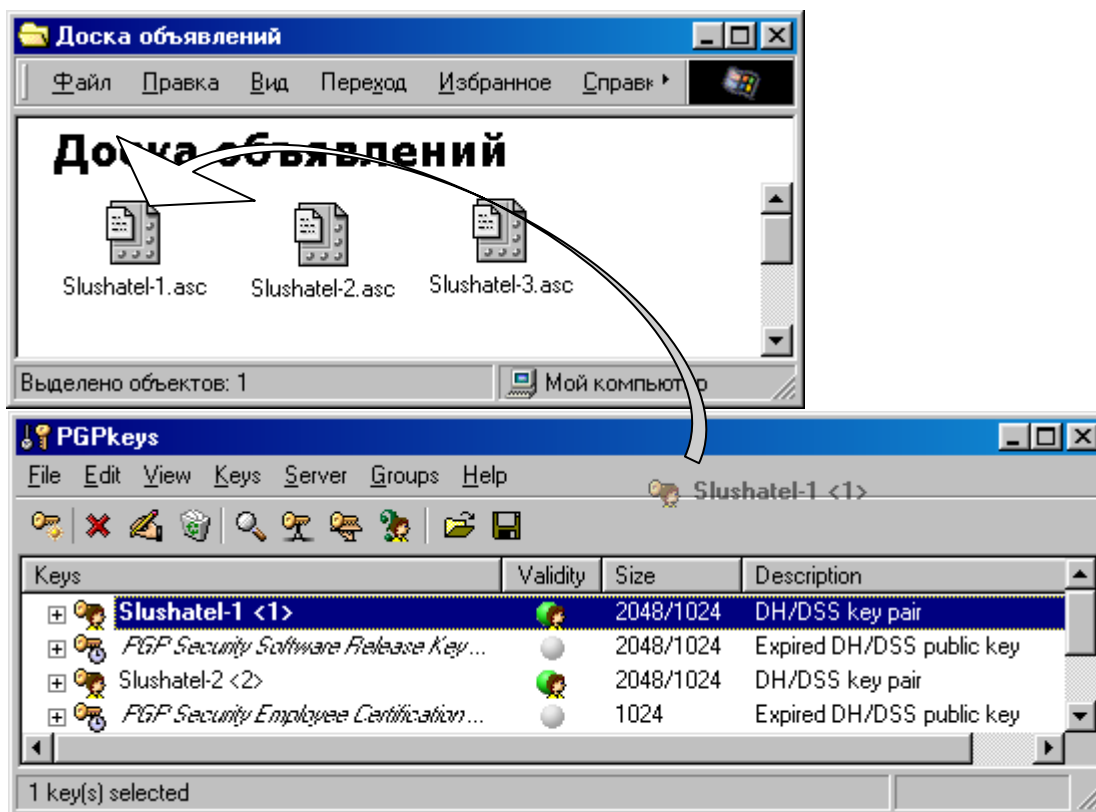 Доска объявлений
Файл Правка Вид Переход Избранное Справк
Доска объявлений
Slushatel-1.asc Slushatel-2.asc Slushatel-3.asc
Выделено объектов: 1 Мой компьютер
PGPkeys
File Edit View Keys Server Groups Help
Slushatel-1 <1>
Keys Validity Size Description
Slushatel-1 <1> 2048/1024 DH/DSS key pair
PGP Security Software Release Key... 2048/1024 Expired DH/DSS public key
Slushatel-2 <2> 2048/1024 DH/DSS key pair
PGP Security Employee Certification... 1024 Expired DH/DSS public key
1 key(s) selected